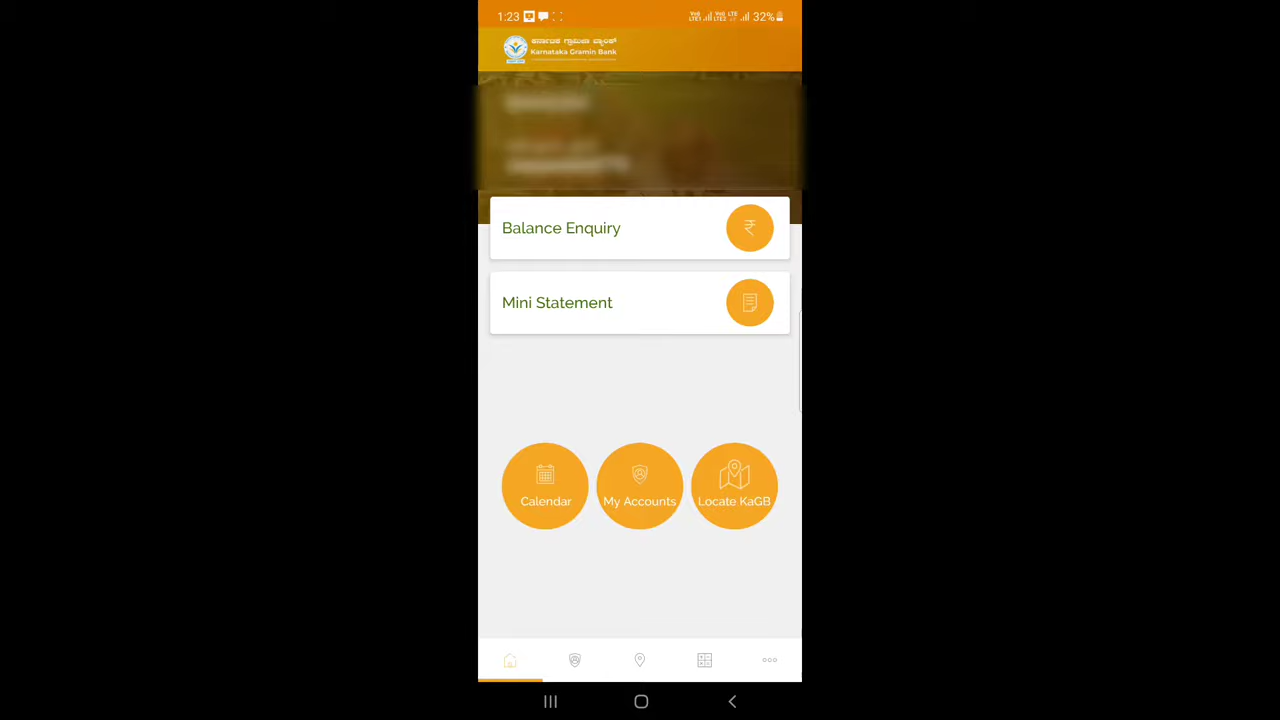 1:23
32%
ಕರ್ನಾಟಕ ಗ್ರಾಮೀಣ ಬ್ಯಾಂಕ್
Karnataka Gramin Bank
Balance Enquiry
Mini Statement
Calendar
My Accounts
Locate KaGB